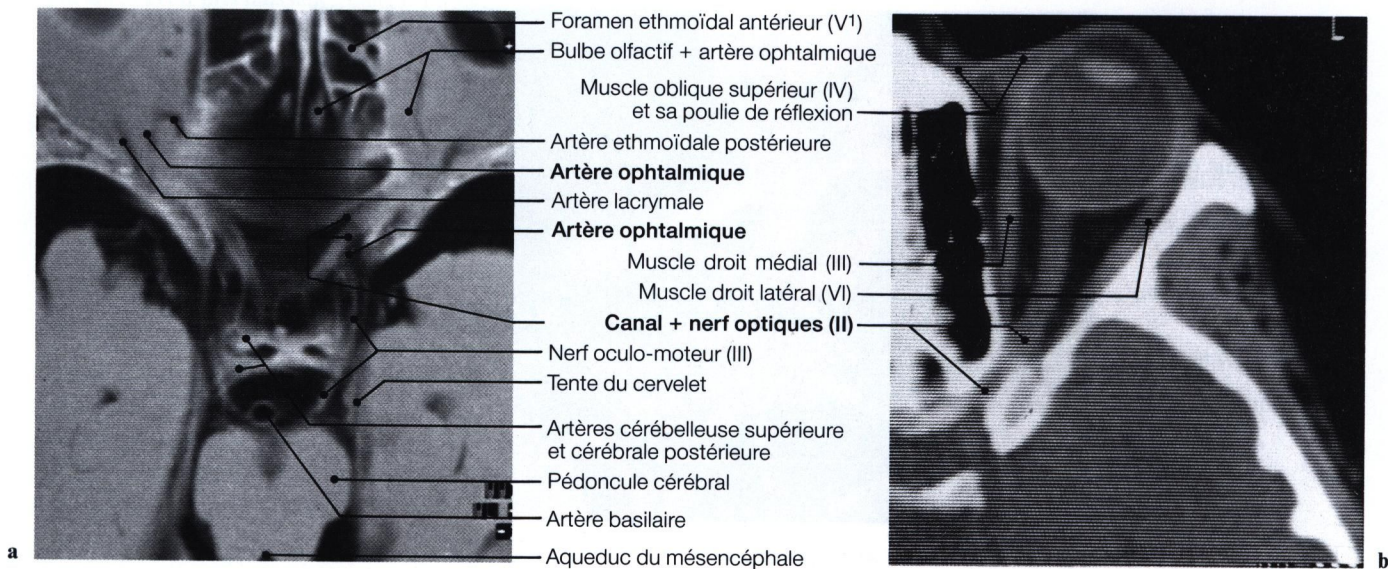 Foramen ethmoïdal antérieur (V¹)
Bulbe olfactif + artère ophtalmique
Muscle oblique supérieur (IV)
et sa poulie de réflexion
Artère ethmoïdale postérieure
Artère ophtalmique
Artère lacrymale
Artère ophtalmique
Muscle droit médial (III)
Muscle droit latéral (VI)
Canal + nerf optiques (II)
Nerf oculo-moteur (III)
Tente du cervelet
Artères cérébelleuse supérieure
et cérébrale postérieure
Pédoncule cérébral
Artère basilaire
Aqueduc du mésencéphale
a
b